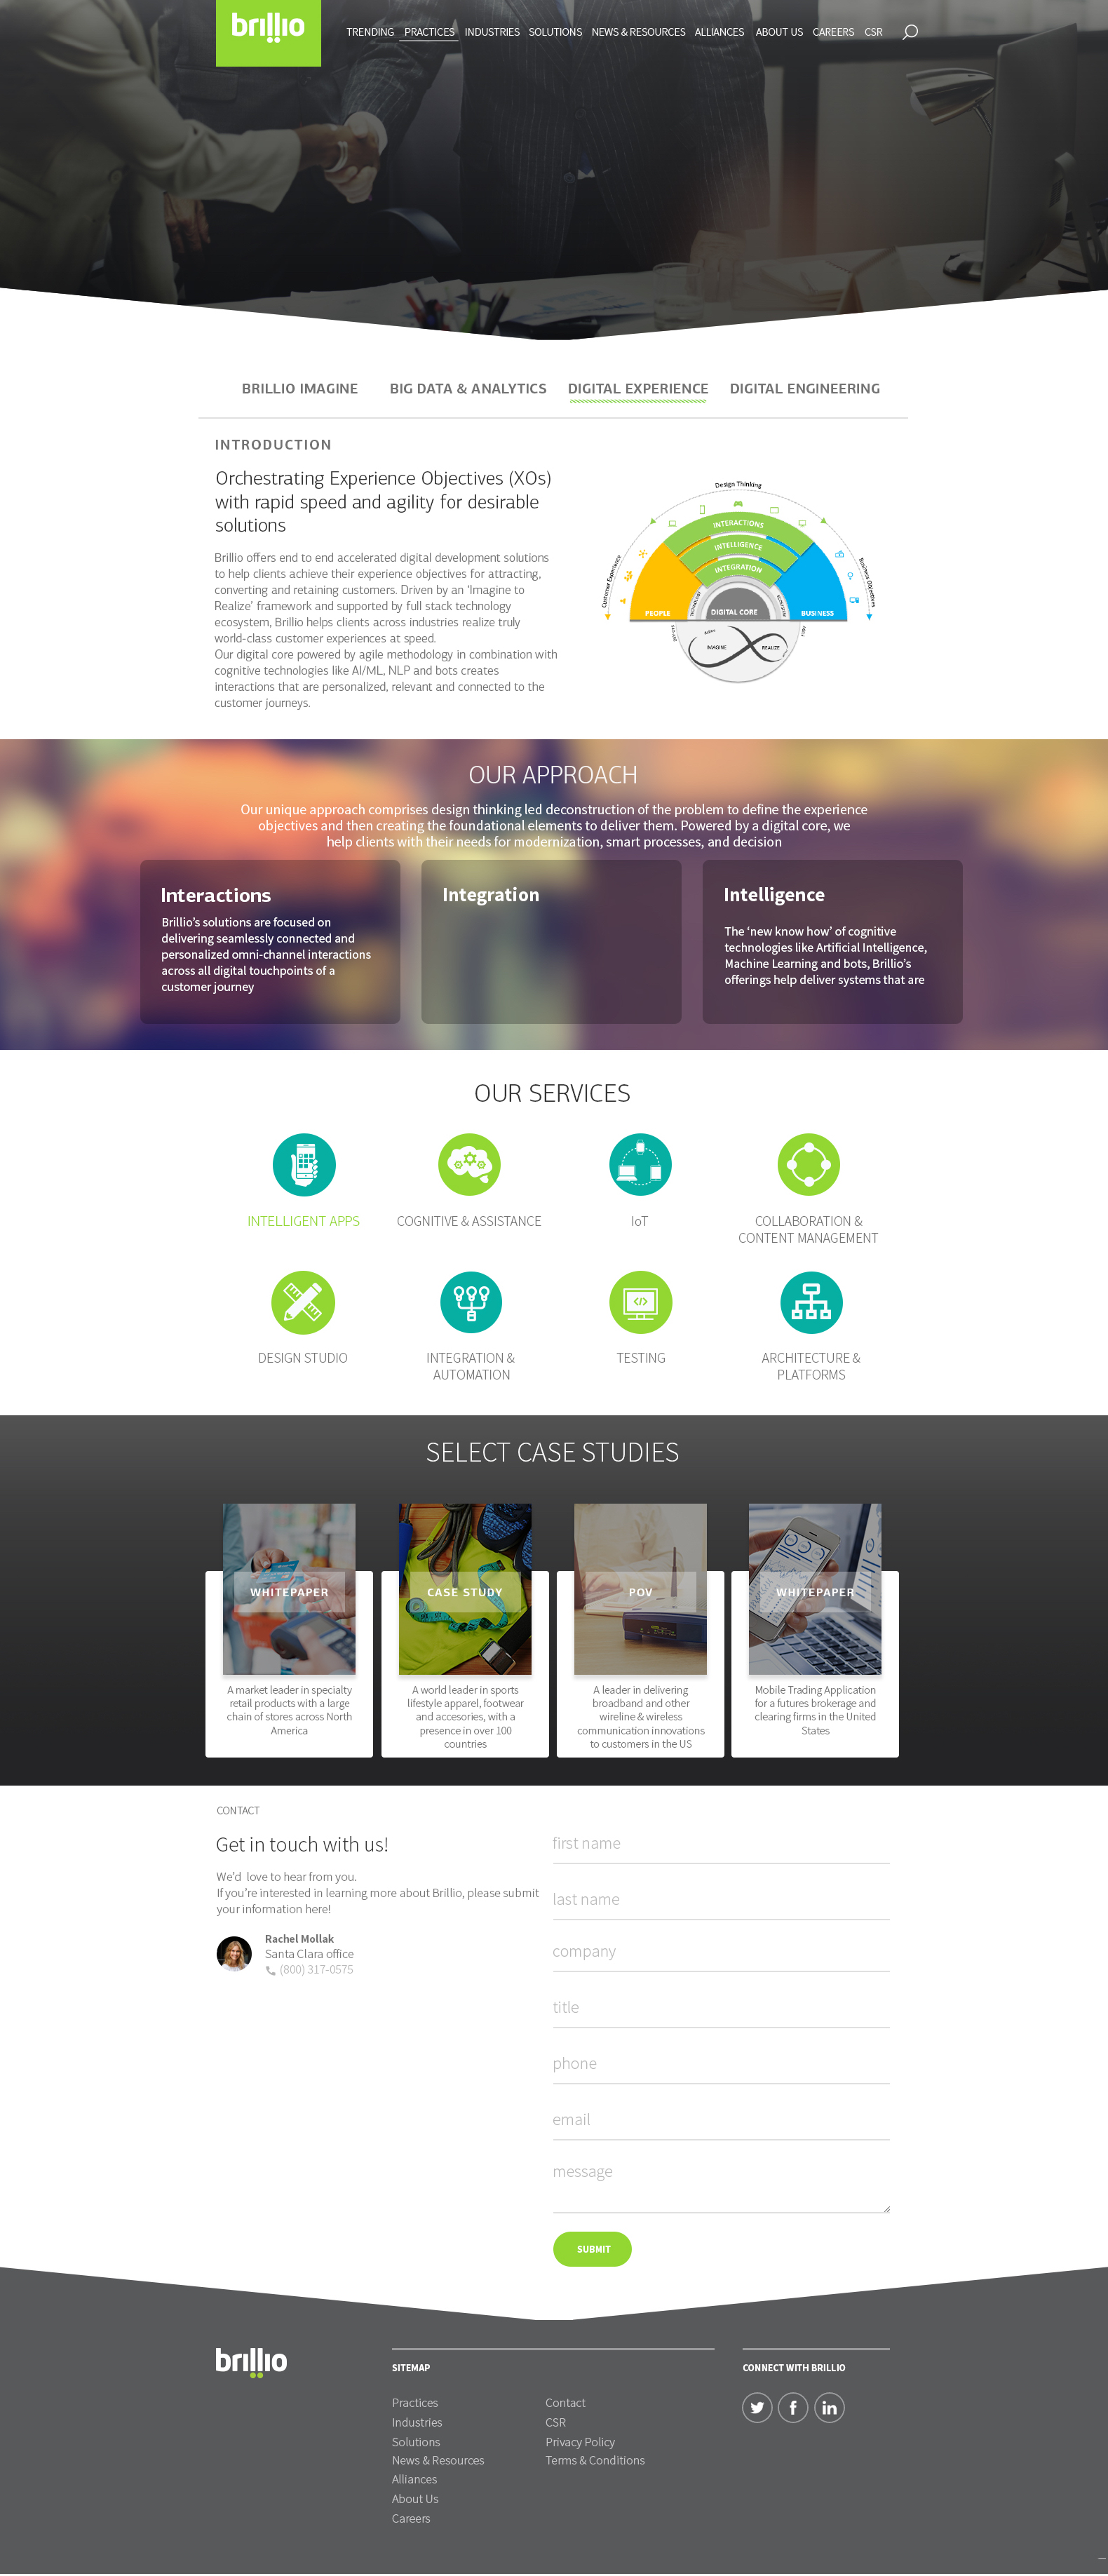 brillio
TRENDING PRACTICES INDUSTRIES SOLUTIONS NEWS & RESOURCES ALLIANCES ABOUT US CAREERS CSR
BRILLIO IMAGINE BIG DATA & ANALYTICS DIGITAL EXPERIENCE DIGITAL ENGINEERING
INTRODUCTION
Orchestrating Experience Objectives (XOs)
with rapid speed and agility for desirable
solutions
Brillio offers end to end accelerated digital development solutions
to help clients achieve their experience objectives for attracting,
converting and retaining customers. Driven by an ‘Imagine to
Realize’ framework and supported by full stack technology
ecosystem, Brillio helps clients across industries realize truly
world-class customer experiences at speed.
Our digital core powered by agile methodology in combination with
cognitive technologies like AI/ML, NLP and bots creates
interactions that are personalized, relevant and connected to the
customer journeys.
Design Thinking
Customer Experience
Business Objectives
INTERACTIONS
INTELLIGENCE
INTEGRATION
PEOPLE
DIGITAL CORE
BUSINESS
IMAGINE
REALIZE
OUR APPROACH
Our unique approach comprises design thinking led deconstruction of the problem to define the experience
objectives and then creating the foundational elements to deliver them. Powered by a digital core, we
help clients with their needs for modernization, smart processes, and decision
Interactions
Brillio’s solutions are focused on
delivering seamlessly connected and
personalized omni-channel interactions
across all digital touchpoints of a
customer journey
Integration
Intelligence
The ‘new know how’ of cognitive
technologies like Artificial Intelligence,
Machine Learning and bots, Brillio’s
offerings help deliver systems that are
OUR SERVICES
INTELLIGENT APPS
COGNITIVE & ASSISTANCE
IoT
COLLABORATION &
CONTENT MANAGEMENT
DESIGN STUDIO
INTEGRATION &
AUTOMATION
TESTING
ARCHITECTURE &
PLATFORMS
SELECT CASE STUDIES
WHITEPAPER
A market leader in specialty
retail products with a large
chain of stores across North
America
CASE STUDY
A world leader in sports
lifestyle apparel, footwear
and accesories, with a
presence in over 100
countries
POV
A leader in delivering
broadband and other
wireline & wireless
communication innovations
to customers in the US
WHITEPAPER
Mobile Trading Application
for a futures brokerage and
clearing firms in the United
States
CONTACT
Get in touch with us!
We’d love to hear from you.
If you’re interested in learning more about Brillio, please submit
your information here!
Rachel Mollak
Santa Clara office
(800) 317-0575
first name
last name
company
title
phone
email
message
SUBMIT
brillio
SITEMAP
Practices
Industries
Solutions
News & Resources
Alliances
About Us
Careers
Contact
CSR
Privacy Policy
Terms & Conditions
CONNECT WITH BRILLIO